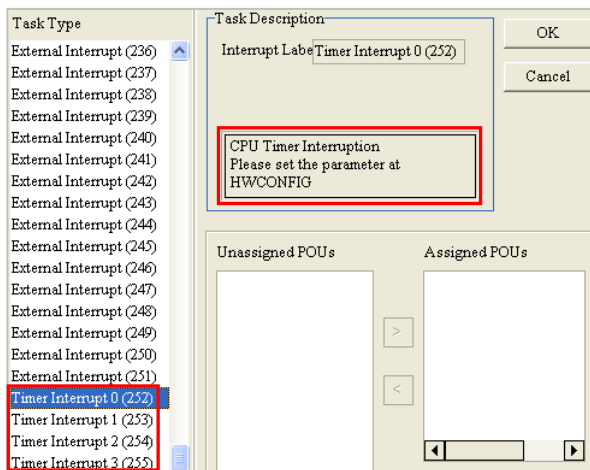 Task Type
External Interrupt (236)
External Interrupt (237)
External Interrupt (238)
External Interrupt (239)
External Interrupt (240)
External Interrupt (241)
External Interrupt (242)
External Interrupt (243)
External Interrupt (244)
External Interrupt (245)
External Interrupt (246)
External Interrupt (247)
External Interrupt (248)
External Interrupt (249)
External Interrupt (250)
External Interrupt (251)
Timer Interrupt 0 (252)
Timer Interrupt 1 (253)
Timer Interrupt 2 (254)
Timer Interrupt 3 (255)
Task Description
Interrupt Labe Timer Interrupt 0 (252)
CPU Timer Interruption
Please set the parameter at
HWCONFIG
OK
Cancel
Unassigned POUs
Assigned POUs
>
<